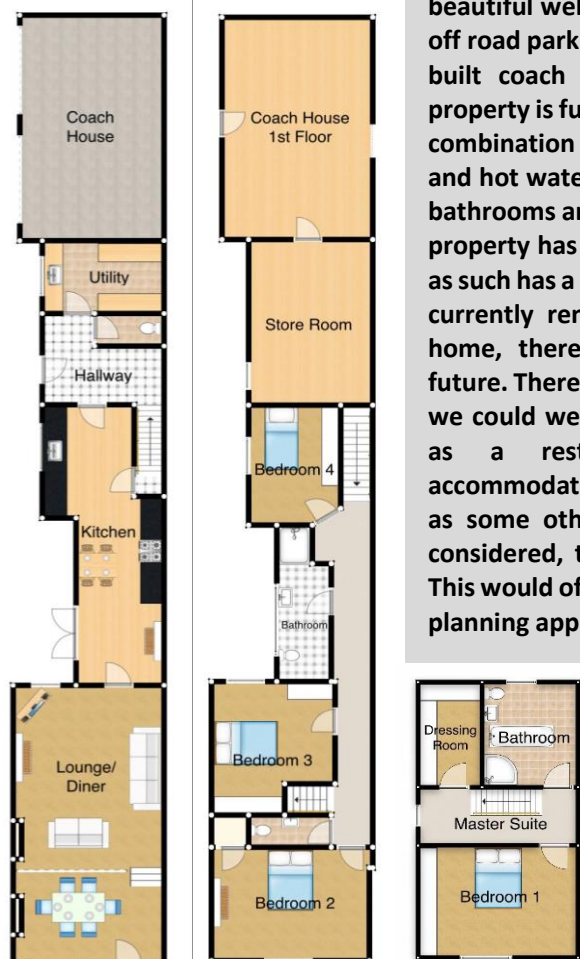 Coach
House
Utility
Hallway
Kitchen
Lounge/
Diner
Coach House
1st Floor
Store Room
Bedroom 4
Bathroom
Bedroom 3
Bedroom 2
beautiful wel
off road park
built coach
property is fu
combination
and hot wate
bathrooms ar
property has
as such has a
currently ren
home, there
future. There
we could we
as a rest
accommodat
as some oth
considered, t
This would of
planning app
Dressing
Room
Bathroom
Master Suite
Bedroom 1